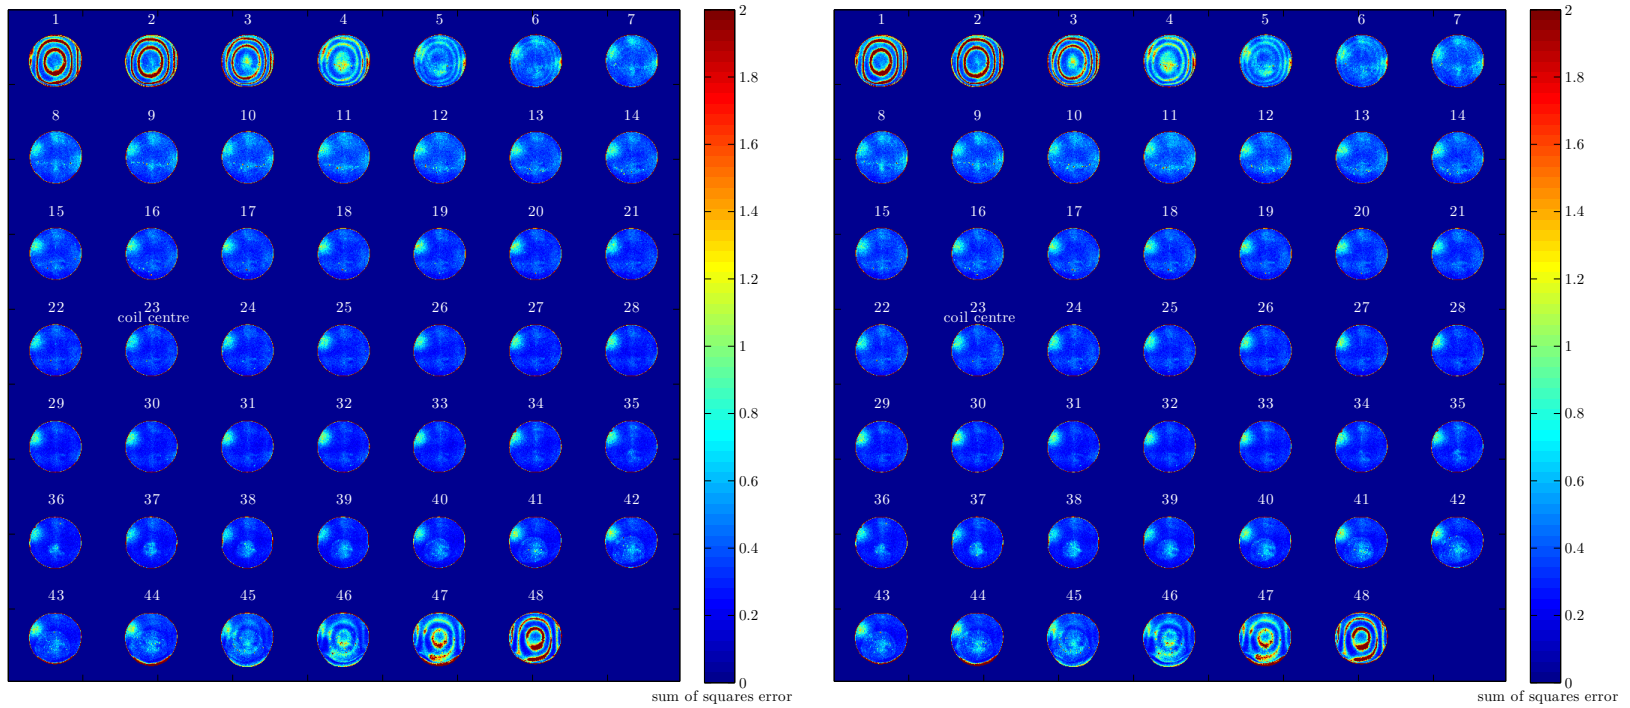 1 2 3 4 5 6 7
8 9 10 11 12 13 14
15 16 17 18 19 20 21
22 23 24 25 26 27 28
coil centre
29 30 31 32 33 34 35
36 37 38 39 40 41 42
43 44 45 46 47 48
2
1.8
1.6
1.4
1.2
1
0.8
0.6
0.4
0.2
0
sum of squares error
1 2 3 4 5 6 7
8 9 10 11 12 13 14
15 16 17 18 19 20 21
22 23 24 25 26 27 28
coil centre
29 30 31 32 33 34 35
36 37 38 39 40 41 42
43 44 45 46 47 48
2
1.8
1.6
1.4
1.2
1
0.8
0.6
0.4
0.2
0
sum of squares error